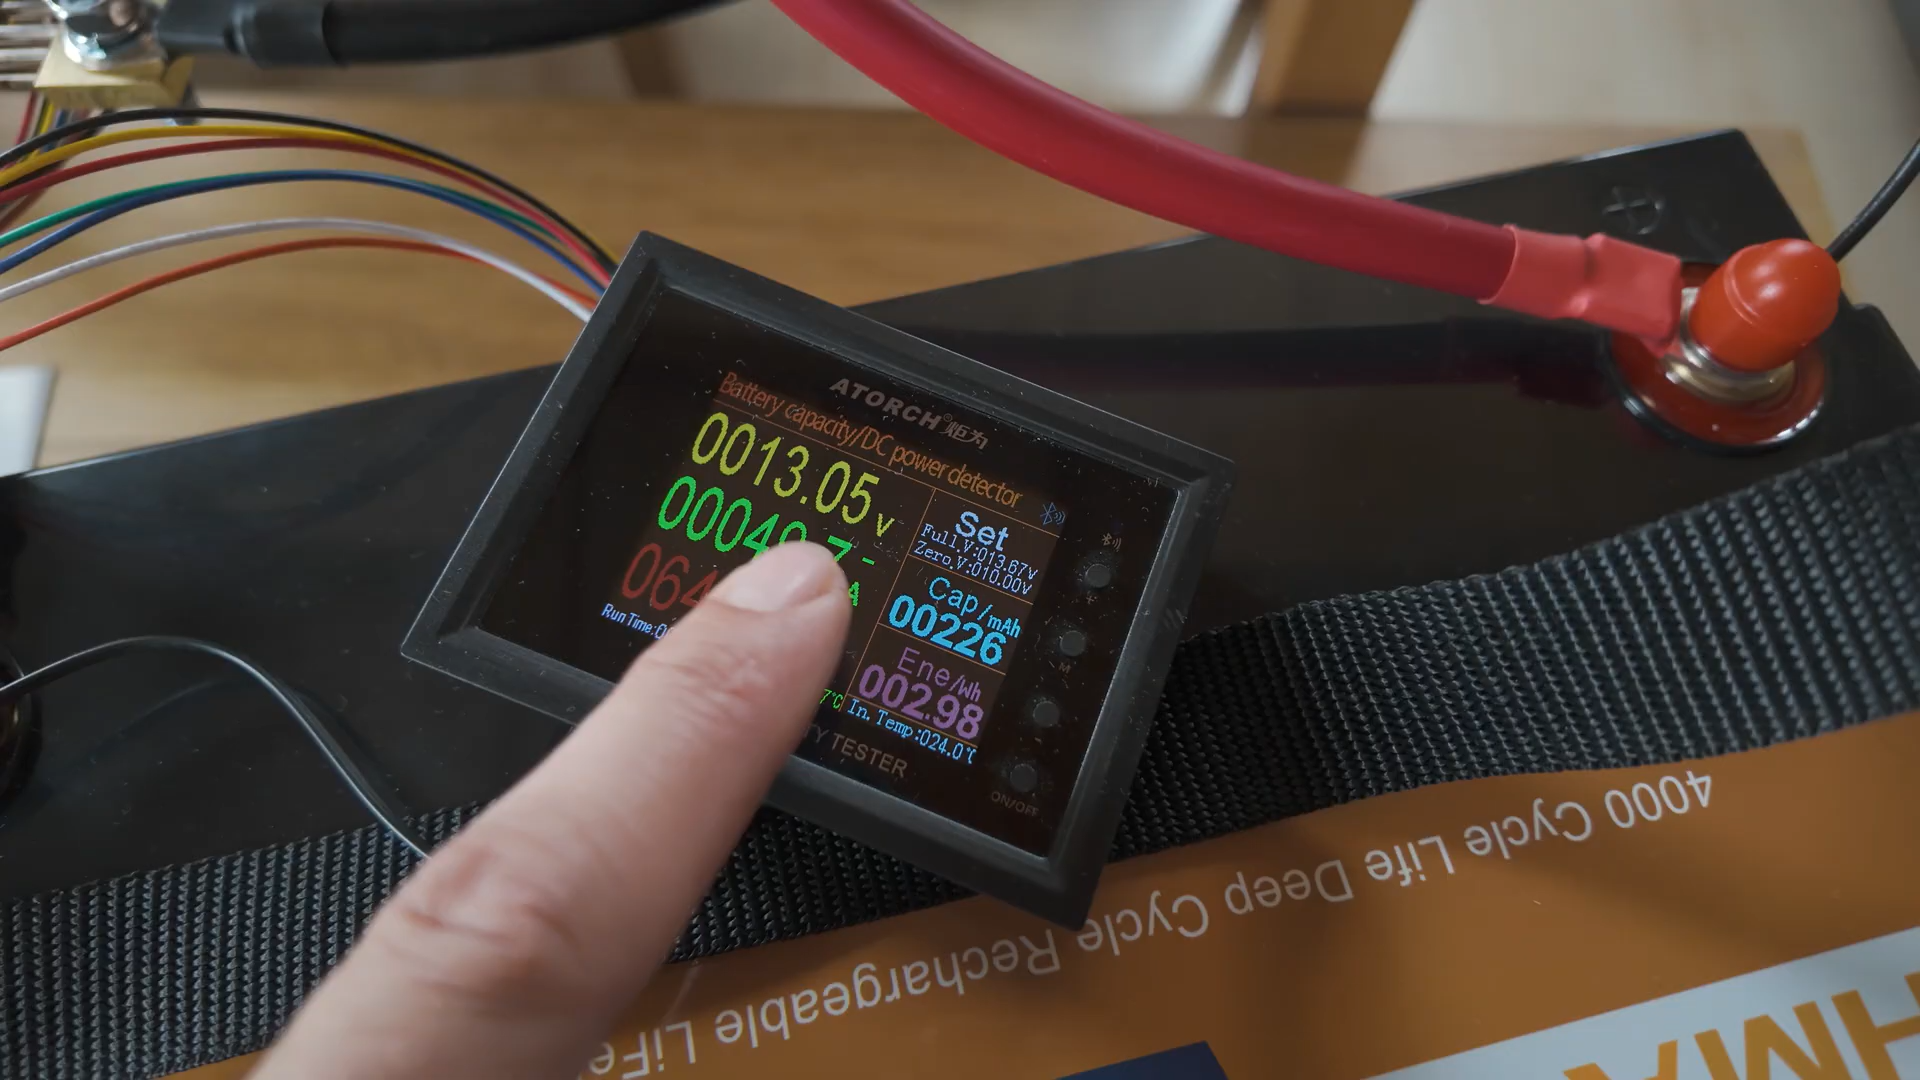 ATORCH®炬为
Battery capacity/DC power detector
0013.05V
Set
Full.V:013.67V
Zero.V:010.00V
A
Cap/mAh
00226
Run Time:
Ene/Wh
002.98
7°C
In. Temp:024.0℃
TESTER
M
ON/OFF
4000 Cycle Life Deep Cycle Rechargeable LiFe